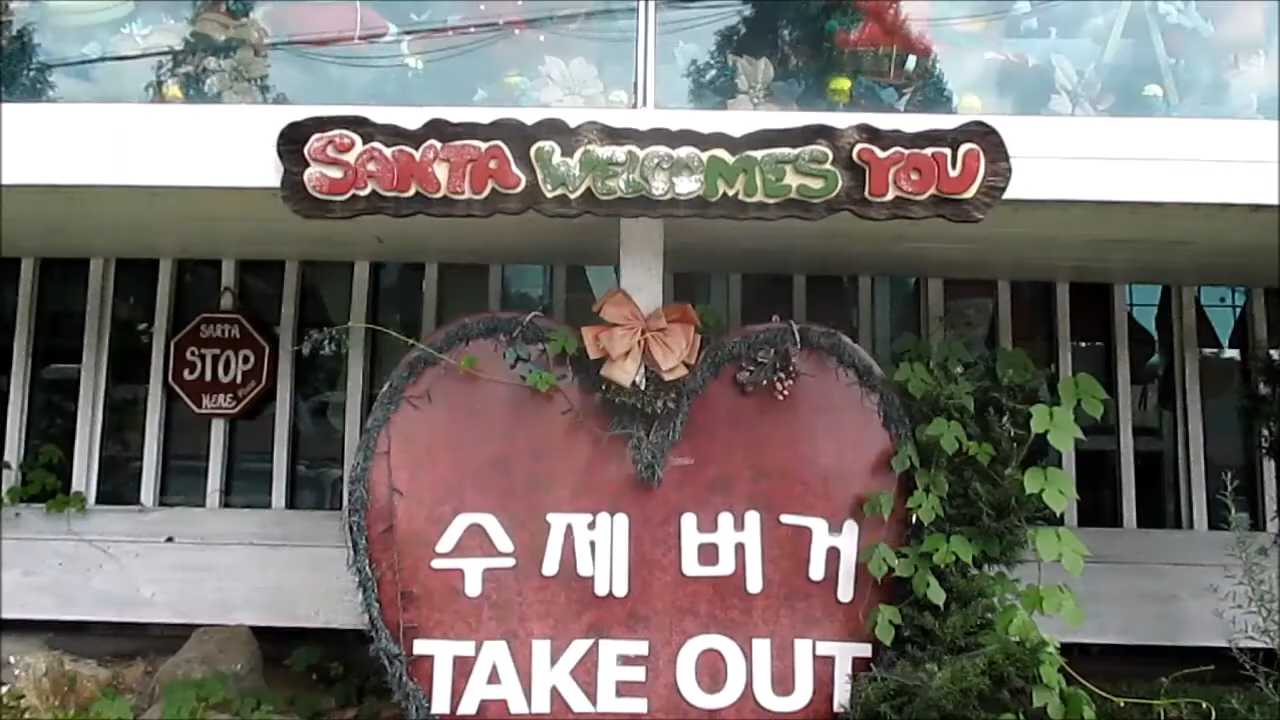 SANTA WELCOMES YOU
SANTA
STOP
HERE
수제 버거
TAKE OUT